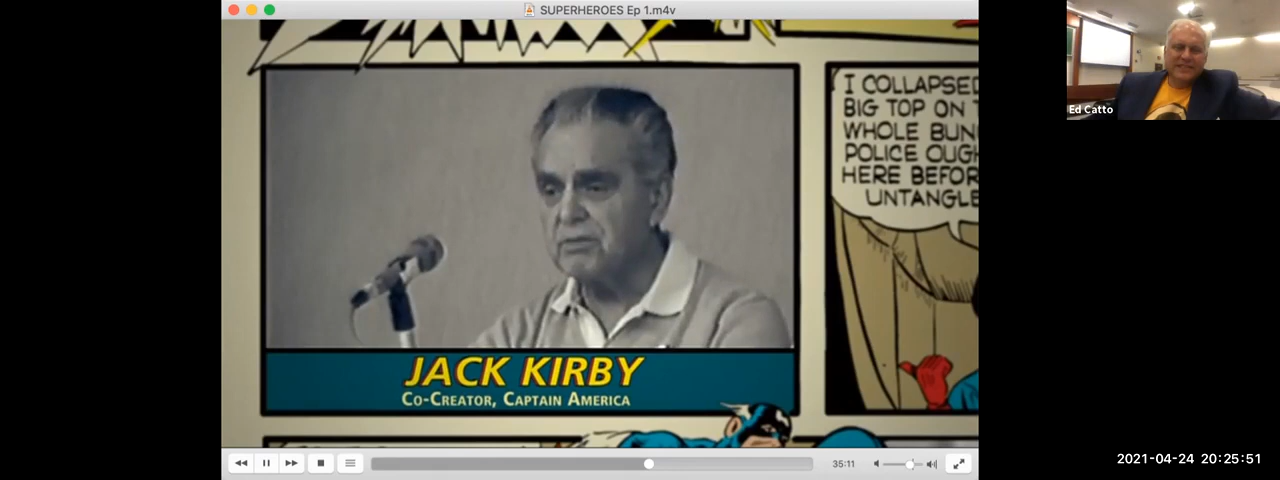 SUPERHEROES Ep 1.m4v
I COLLAPSED
BIG TOP ON
WHOLE BUN
POLICE OUGH
HERE BEFOR
UNTANGLE
Ed Catto
JACK KIRBY
CO-CREATOR, CAPTAIN AMERICA
35:11
2021-04-24 20:25:51